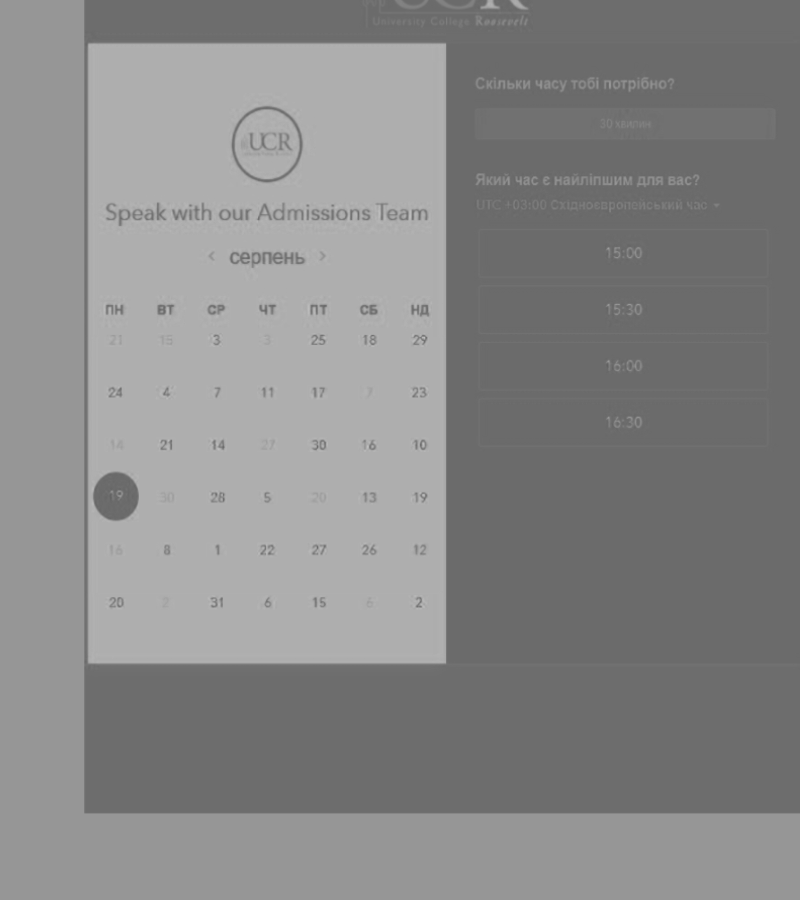 UCR
University College Roosevelt
UCR
Speak with our Admissions Team
‹ серпень ›
ПН ВТ СР ЧТ ПТ СБ НД
21 15 3 3 25 18 29
24 4 7 11 17 7 23
14 21 14 27 30 16 10
19 30 28 5 20 13 19
16 8 1 22 27 26 12
20 2 31 6 15 6 2
Скільки часу тобі потрібно?
30 хвилин
Який час є найліпшим для вас?
UTC +03:00 Східноєвропейський час
15:00
15:30
16:00
16:30